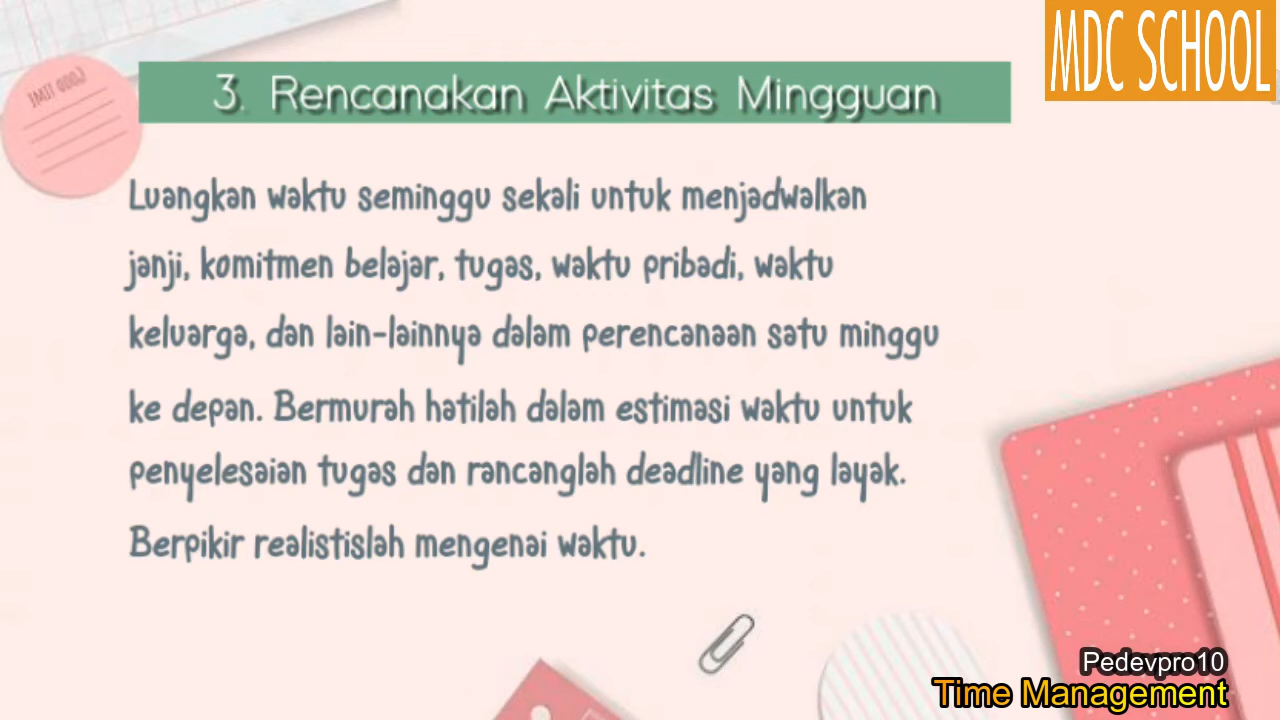 MDC SCHOOL
GOOD TIME
3. Rencanakan Aktivitas Mingguan
Luangkan waktu seminggu sekali untuk menjadwalkan
janji, komitmen belajar, tugas, waktu pribadi, waktu
keluarga, dan lain-lainnya dalam perencanaan satu minggu
ke depan. Bermurah hatilah dalam estimasi waktu untuk
penyelesaian tugas dan rancanglah deadline yang layak.
Berpikir realistislah mengenai waktu.
Pedevpro10
Time Management